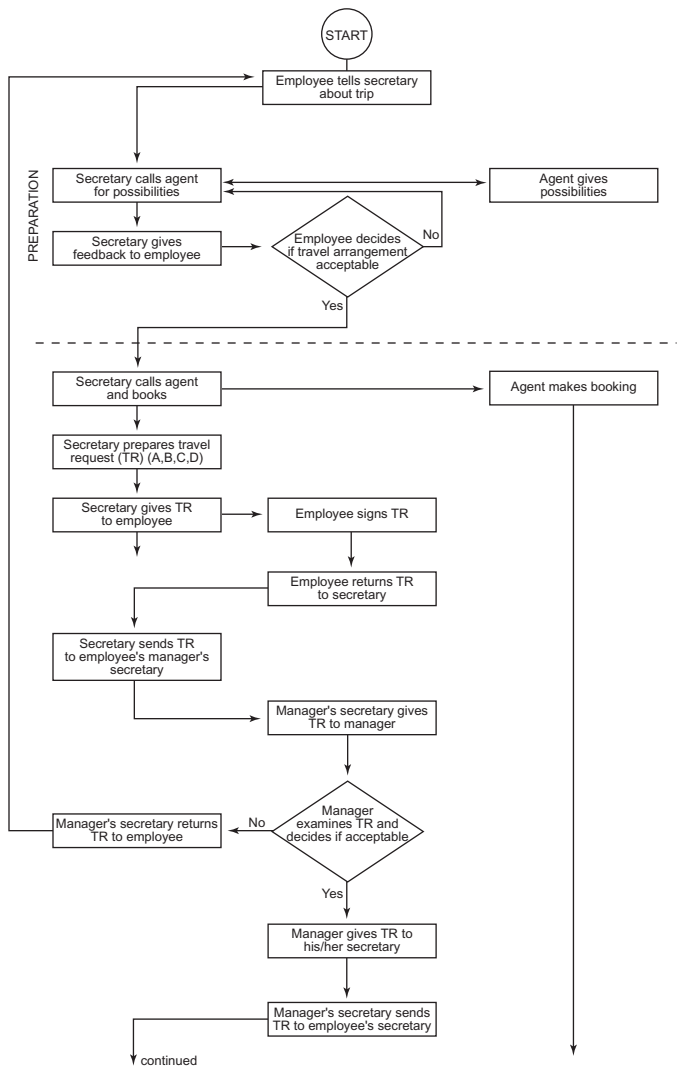 START
Employee tells secretary
about trip
PREPARATION
Secretary calls agent
for possibilities
Agent gives
possibilities
Secretary gives
feedback to employee
Employee decides
if travel arrangement
acceptable
No
Yes
Secretary calls agent
and books
Agent makes booking
Secretary prepares travel
request (TR) (A,B,C,D)
Secretary gives TR
to employee
Employee signs TR
Employee returns TR
to secretary
Secretary sends TR
to employee's manager's
secretary
Manager's secretary gives
TR to manager
Manager
examines TR and
decides if acceptable
No
Manager's secretary returns
TR to employee
Yes
Manager gives TR to
his/her secretary
Manager's secretary sends
TR to employee's secretary
continued